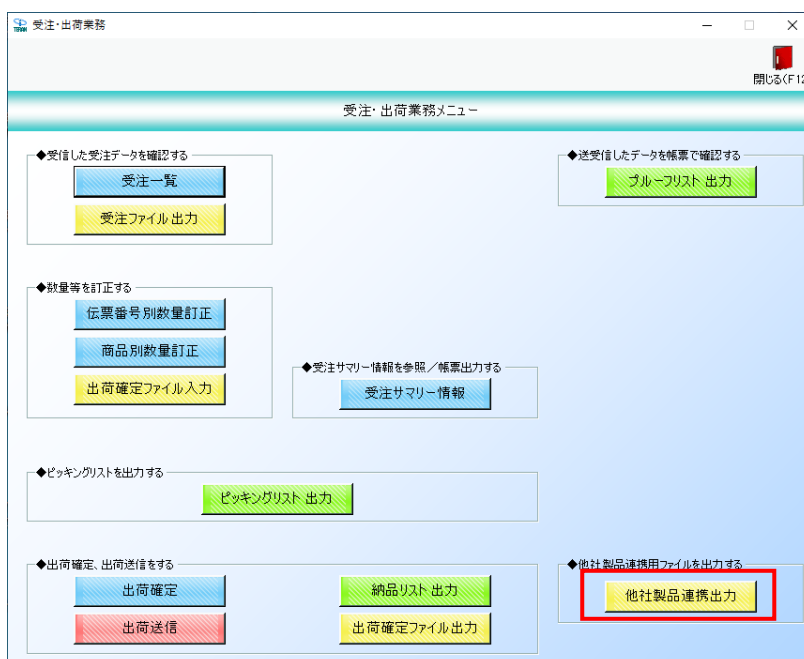 受注・出荷業務
閉じる(F12
受注・出荷業務メニュー
◆受信した受注データを確認する
受注一覧
受注ファイル出力
◆送受信したデータを帳票で確認する
プルーフリスト出力
◆数量等を訂正する
伝票番号別数量訂正
商品別数量訂正
出荷確定ファイル入力
◆受注サマリー情報を参照／帳票出力する
受注サマリー情報
◆ピッキングリストを出力する
ピッキングリスト出力
◆出荷確定、出荷送信をする
出荷確定
納品リスト出力
出荷送信
出荷確定ファイル出力
◆他社製品連携用ファイルを出力する
他社製品連携出力